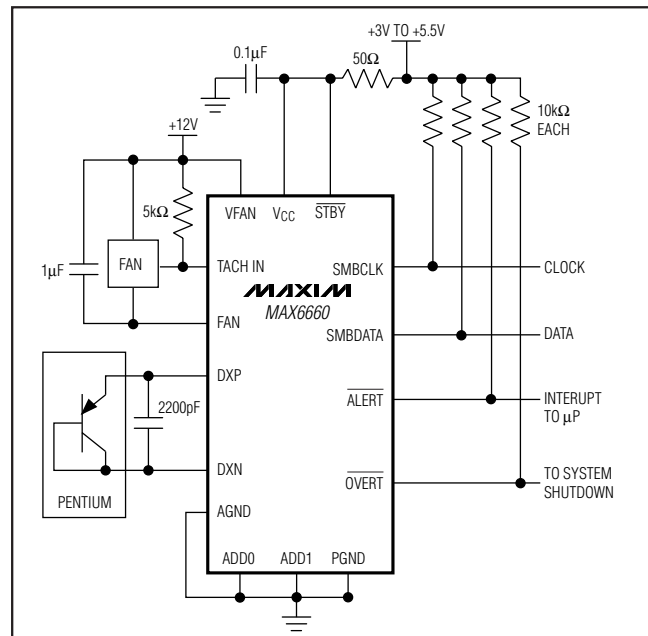 +3V TO +5.5V
0.1µF
50Ω
10kΩ
EACH
+12V
5kΩ
VFAN
VCC
STBY
1µF
FAN
TACH IN
SMBCLK
CLOCK
MAXIM
MAX6660
FAN
SMBDATA
DATA
DXP
2200pF
ALERT
INTERUPT
TO µP
DXN
OVERT
TO SYSTEM
SHUTDOWN
PENTIUM
AGND
ADD0
ADD1
PGND